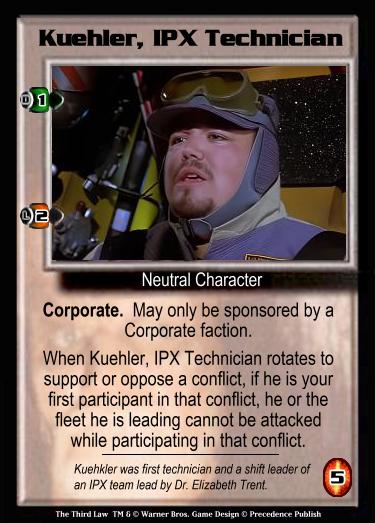 Kuehler, IPX Technician
D 1
L 2
Neutral Character
Corporate. May only be sponsored by a
Corporate faction.
When Kuehler, IPX Technician rotates to
support or oppose a conflict, if he is your
first participant in that conflict, he or the
fleet he is leading cannot be attacked
while participating in that conflict.
Kuehkler was first technician and a shift leader of
an IPX team lead by Dr. Elizabeth Trent.
5
The Third Law TM & © Warner Bros. Game Design © Precedence Publish